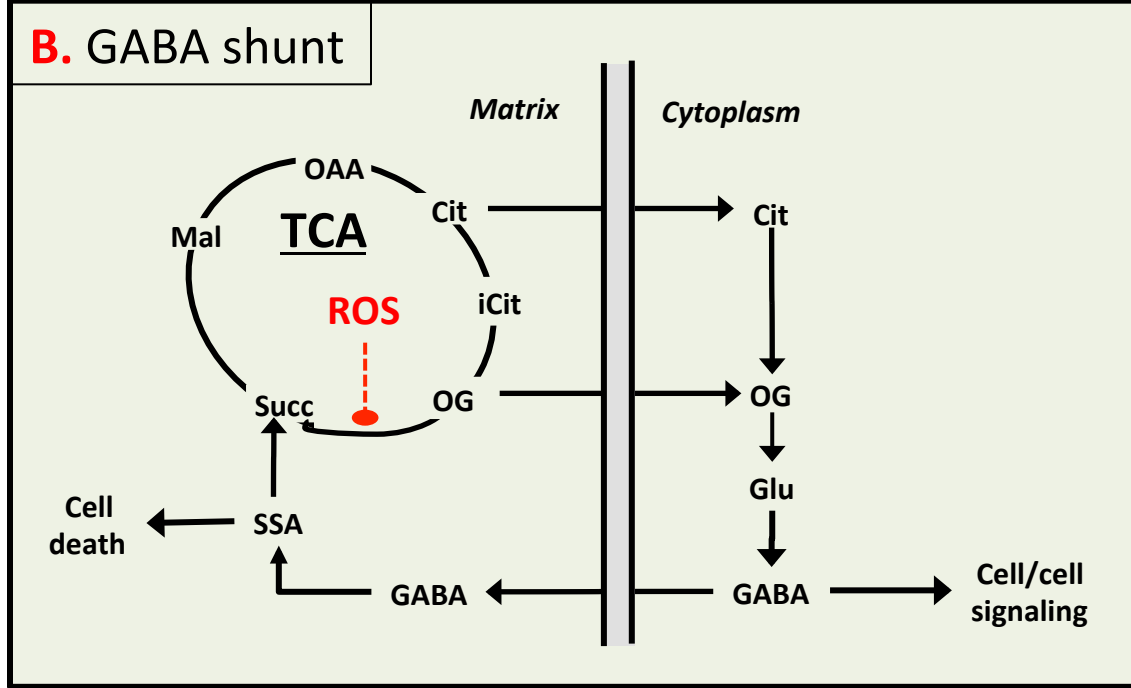 B. GABA shunt
Matrix
Cytoplasm
OAA
Cit
Cit
TCA
Mal
ROS
iCit
Succ
OG
OG
Glu
Cell
death
SSA
GABA
GABA
Cell/cell
signaling